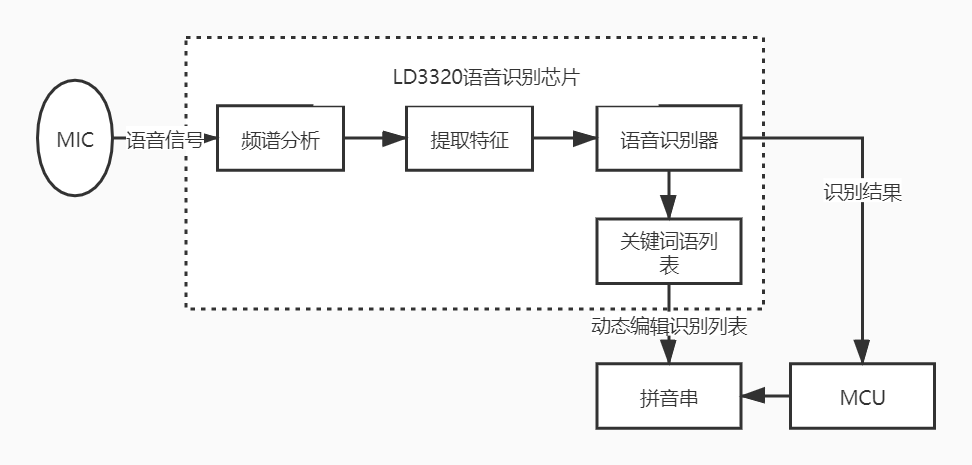 LD3320语音识别芯片
MIC
语音信号
频谱分析
提取特征
语音识别器
识别结果
关键词语列
表
动态编辑识别列表
拼音串
MCU